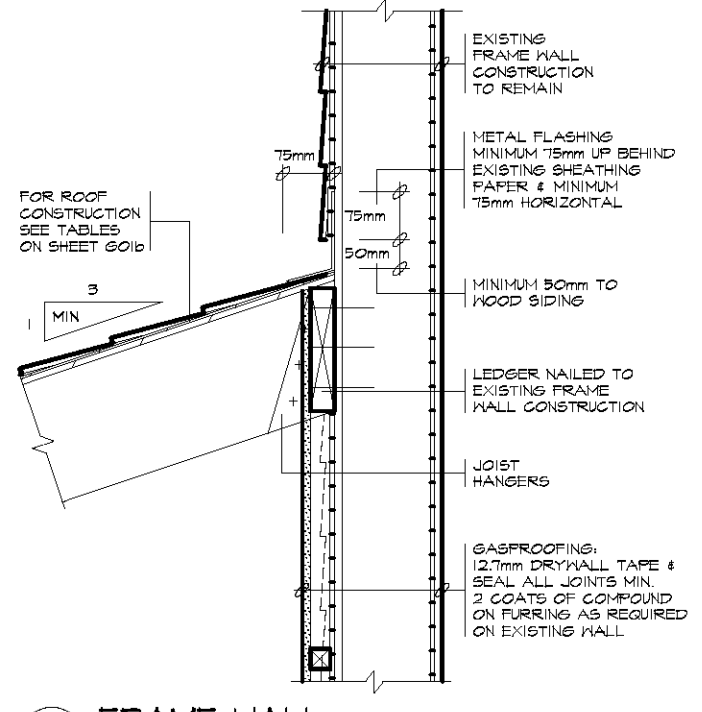 EXISTING
FRAME WALL
CONSTRUCTION
TO REMAIN
METAL FLASHING
MINIMUM 75mm UP BEHIND
EXISTING SHEATHING
PAPER & MINIMUM
75mm HORIZONTAL
75mm
75mm
50mm
FOR ROOF
CONSTRUCTION
SEE TABLES
ON SHEET G01b
3
1
MIN
MINIMUM 50mm TO
WOOD SIDING
LEDGER NAILED TO
EXISTING FRAME
WALL CONSTRUCTION
JOIST
HANGERS
GASPROOFING:
12.7mm DRYWALL TAPE &
SEAL ALL JOINTS MIN.
2 COATS OF COMPOUND
ON FURRING AS REQUIRED
ON EXISTING WALL
FRAME WALL